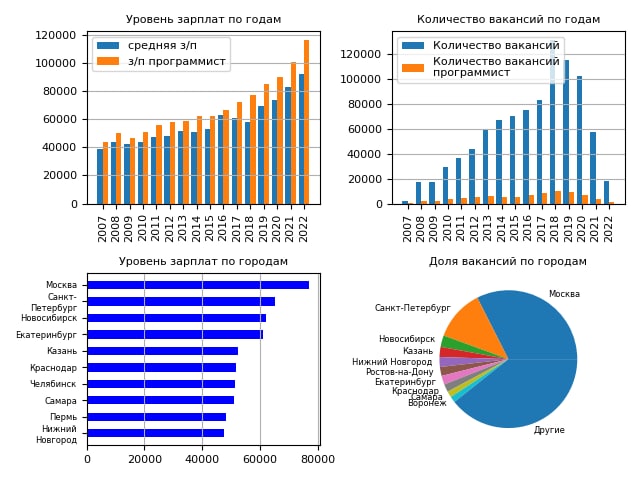 Уровень зарплат по годам
120000
100000
80000
60000
40000
20000
0
средняя з/п
з/п программист
2007 2008 2009 2010 2011 2012 2013 2014 2015 2016 2017 2018 2019 2020 2021 2022
Количество вакансий по годам
120000
100000
80000
60000
40000
20000
0
Количество вакансий
Количество вакансий
программист
2007 2008 2009 2010 2011 2012 2013 2014 2015 2016 2017 2018 2019 2020 2021 2022
Уровень зарплат по городам
Москва
Санкт-
Петербург
Новосибирск
Екатеринбург
Казань
Краснодар
Челябинск
Самара
Пермь
Нижний
Новгород
0 20000 40000 60000 80000
Доля вакансий по городам
Москва
Санкт-Петербург
Новосибирск
Казань
Нижний Новгород
Ростов-на-Дону
Екатеринбург
Краснодар
Самара
Воронеж
Другие